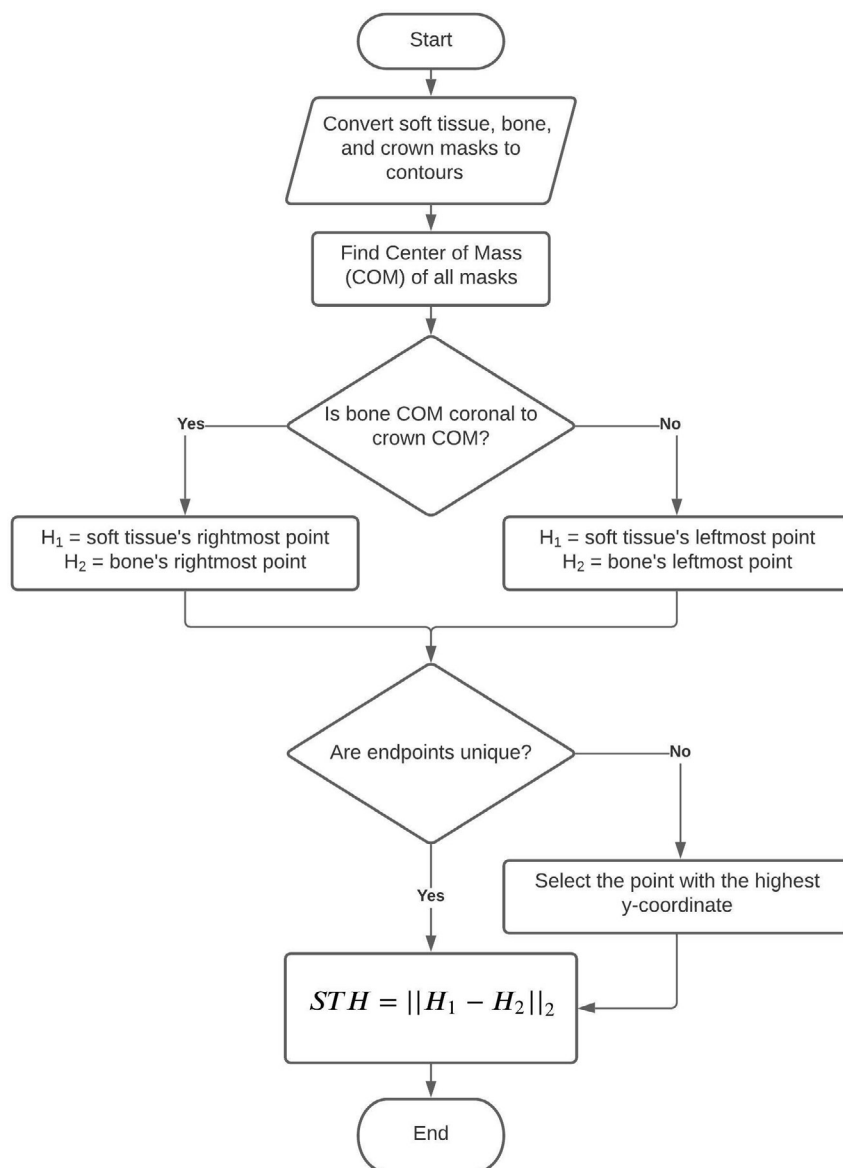 Start
Convert soft tissue, bone,
and crown masks to
contours
Find Center of Mass
(COM) of all masks
Is bone COM coronal to
crown COM?
Yes
No
H₁ = soft tissue's rightmost point
H₂ = bone's rightmost point
H₁ = soft tissue's leftmost point
H₂ = bone's leftmost point
Are endpoints unique?
No
Yes
Select the point with the highest
y-coordinate
STH = ||H₁ − H₂||₂
End